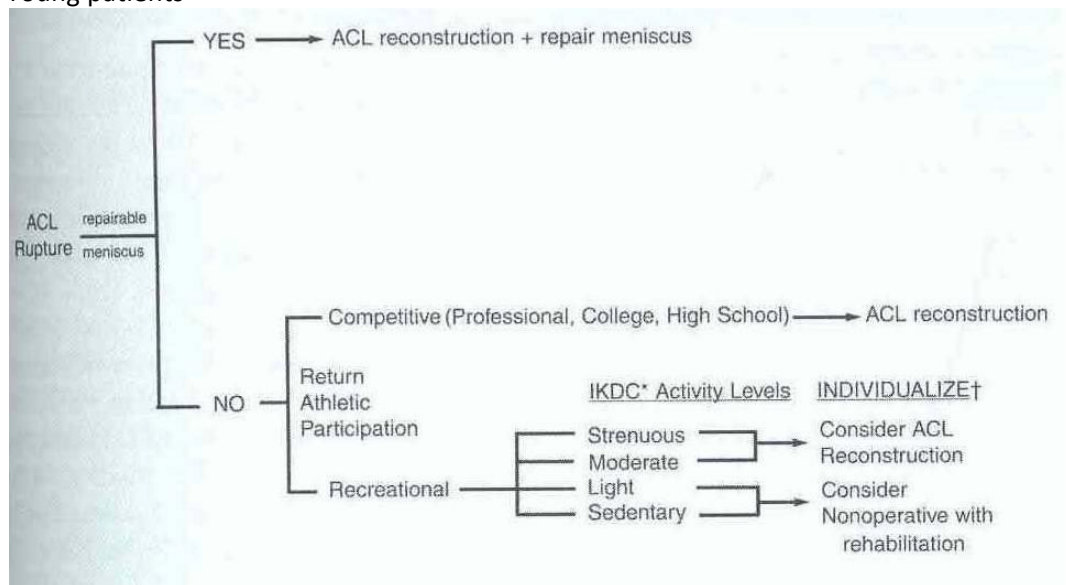 Young patients
YES
ACL reconstruction + repair meniscus
ACL
Rupture
repairable
meniscus
Competitive (Professional, College, High School)
ACL reconstruction
NO
Return
Athletic
Participation
IKDC* Activity Levels
INDIVIDUALIZE†
Strenuous
Moderate
Consider ACL
Reconstruction
Recreational
Light
Sedentary
Consider
Nonoperative with
rehabilitation